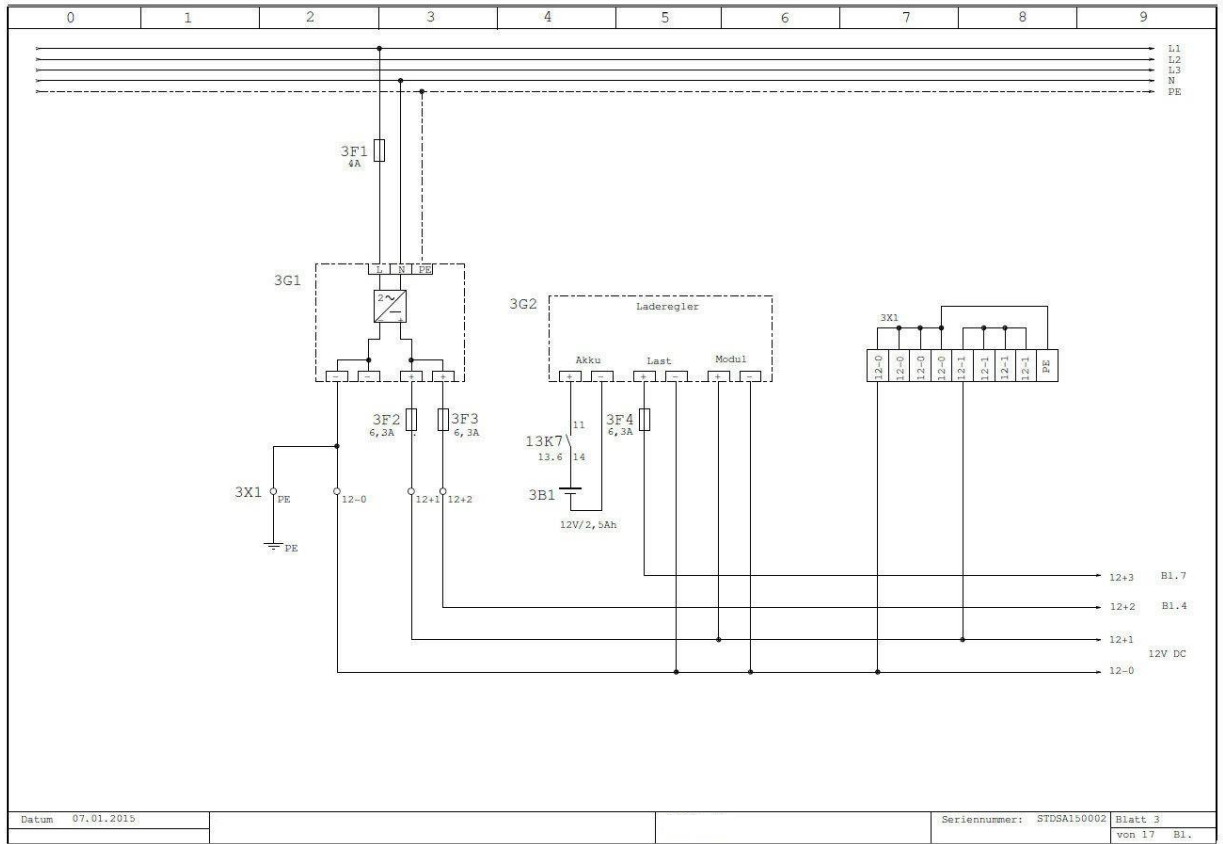 0 1 2 3 4 5 6 7 8 9
L1
L2
L3
N
PE
3F1
4A
3G1
L N PE
2~
- +
- - + +
3G2
Laderegler
Akku Last Modul
+ - + - + -
3X1
12-0 12-0 12-0 12-0 12-1 12-1 12-1 12-1 PE
3F2
6,3A
3F3
6,3A
3F4
6,3A
13K7
13.6
11
14
3B1
12V/2,5Ah
3X1
PE
12-0
12+1
12+2
PE
12+3 Bl.7
12+2 Bl.4
12+1
12V DC
12-0
Datum 07.01.2015
Seriennummer: STDSA150002
Blatt 3
von 17 Bl.